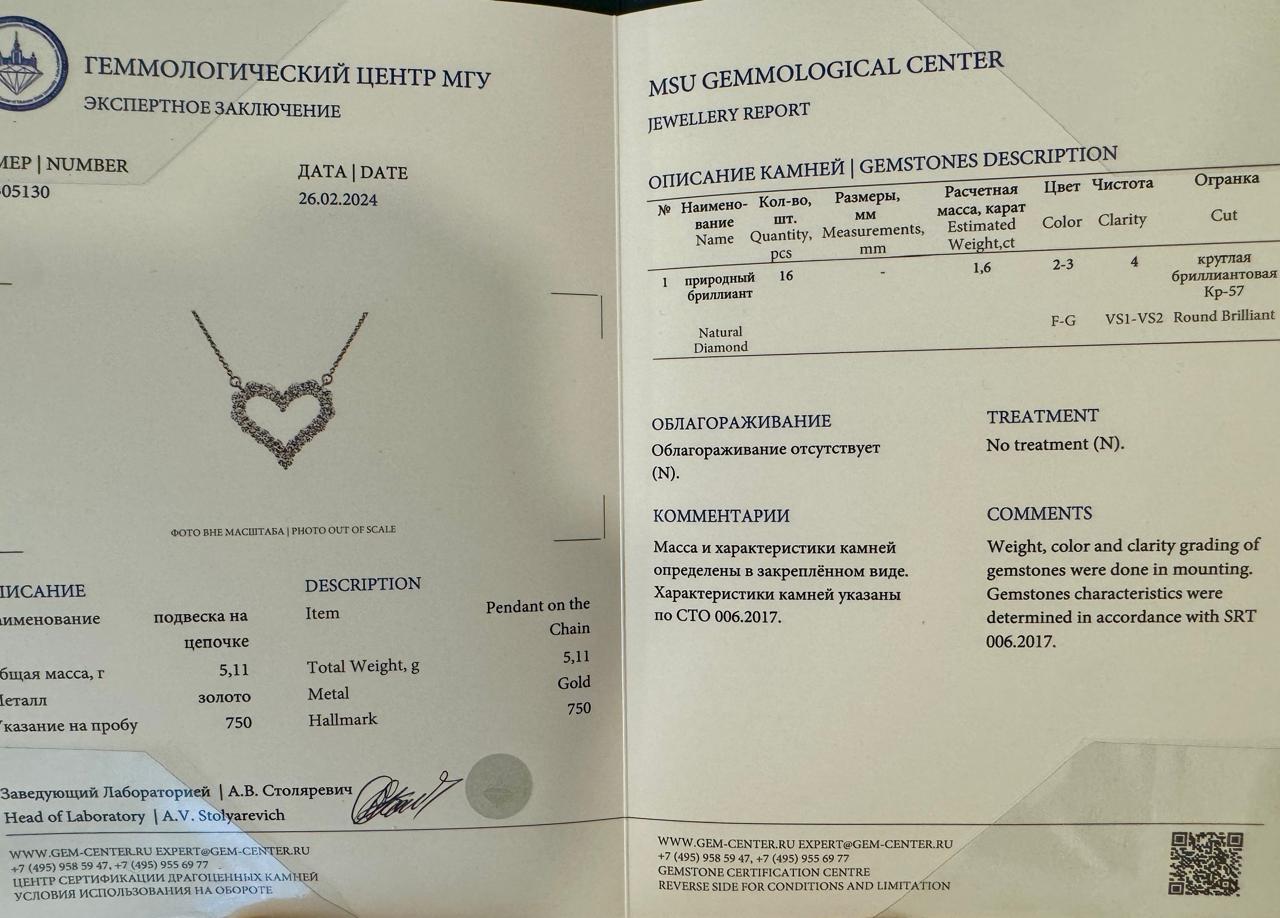 ГЕММОЛОГИЧЕСКИЙ ЦЕНТР МГУ
ЭКСПЕРТНОЕ ЗАКЛЮЧЕНИЕ
МЕР | NUMBER
05130
ДАТА | DATE
26.02.2024
ФОТО ВНЕ МАСШТАБА | PHOTO OUT OF SCALE
ПИСАНИЕ
аименование подвеска на
цепочке
бщая масса, г 5,11
Металл золото
Указание на пробу 750
DESCRIPTION
Item Pendant on the
Chain
Total Weight, g 5,11
Metal Gold
Hallmark 750
Заведующий Лабораторией | А.В. Столяревич
Head of Laboratory | A.V. Stolyarevich
WWW.GEM-CENTER.RU EXPERT@GEM-CENTER.RU
+7 (495) 958 59 47, +7 (495) 955 69 77
ЦЕНТР СЕРТИФИКАЦИИ ДРАГОЦЕННЫХ КАМНЕЙ
УСЛОВИЯ ИСПОЛЬЗОВАНИЯ НА ОБОРОТЕ
MSU GEMMOLOGICAL CENTER
JEWELLERY REPORT
ОПИСАНИЕ КАМНЕЙ | GEMSTONES DESCRIPTION
№ Наимено-
вание
Name
Кол-во,
шт.
Quantity,
pcs
Размеры,
мм
Measurements,
mm
Расчетная
масса, карат
Estimated
Weight,ct
Цвет
Color
Чистота
Clarity
Огранка
Cut
1 природный
бриллиант
16 - 1,6 2-3 4 круглая
бриллиантовая
Кр-57
Natural
Diamond
F-G VS1-VS2 Round Brilliant
ОБЛАГОРАЖИВАНИЕ
Облагораживание отсутствует
(N).
TREATMENT
No treatment (N).
КОММЕНТАРИИ
Масса и характеристики камней
определены в закреплённом виде.
Характеристики камней указаны
по СТО 006.2017.
COMMENTS
Weight, color and clarity grading of
gemstones were done in mounting.
Gemstones characteristics were
determined in accordance with SRT
006.2017.
WWW.GEM-CENTER.RU EXPERT@GEM-CENTER.RU
+7 (495) 958 59 47, +7 (495) 955 69 77
GEMSTONE CERTIFICATION CENTRE
REVERSE SIDE FOR CONDITIONS AND LIMITATION